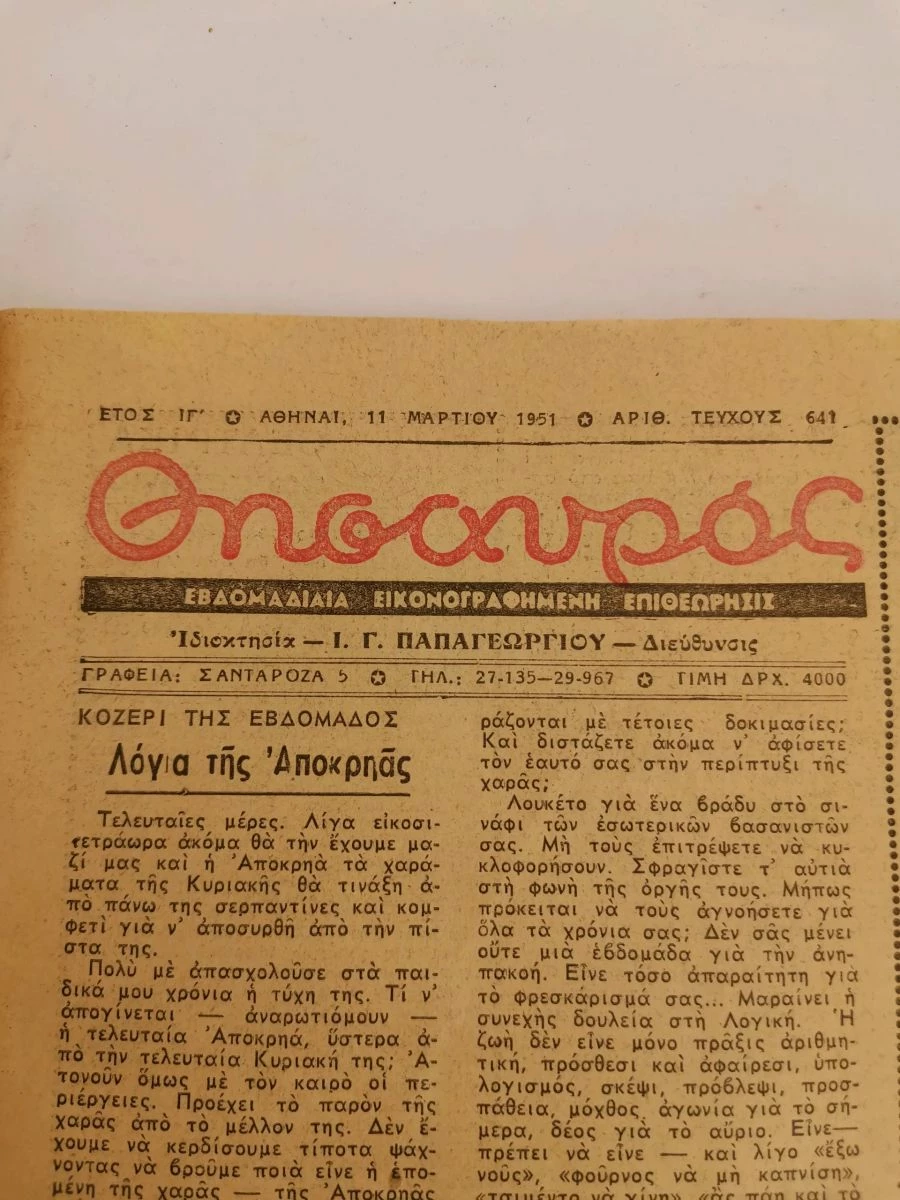 ΕΤΟΣ ΙΓ' ✪ ΑΘΗΝΑΙ, 11 ΜΑΡΤΙΟΥ 1951 ✪ ΑΡΙΘ. ΤΕΥΧΟΥΣ 641
Θησαυρός
ΕΒΔΟΜΑΔΙΑΙΑ ΕΙΚΟΝΟΓΡΑΦΗΜΕΝΗ ΕΠΙΘΕΩΡΗΣΙΣ
Ἰδιοκτησία — Ι. Γ. ΠΑΠΑΓΕΩΡΓΙΟΥ — Διεύθυνσις
ΓΡΑΦΕΙΑ: ΣΑΝΤΑΡΟΖΑ 5 ✪ ΤΗΛ.: 27-135—29-967 ✪ ΤΙΜΗ ΔΡΧ. 4000
ΚΟΖΕΡΙ ΤΗΣ ΕΒΔΟΜΑΔΟΣ
Λόγια τῆς Ἀποκρηᾶς
Τελευταῖες μέρες. Λίγα εἰκοσι-
τετράωρα ἀκόμα θὰ τὴν ἔχουμε μα-
ζί μας καὶ ἡ Ἀποκρηὰ τὰ χαρά-
ματα τῆς Κυριακῆς θὰ τινάξη ἀ-
πὸ πάνω της σερπαντίνες καὶ κομ-
φετὶ γιὰ ν' ἀποσυρθῆ ἀπὸ τὴν πί-
στα της.
Πολὺ μὲ ἀπασχολοῦσε στὰ παι-
δικά μου χρόνια ἡ τύχη της. Τί ν'
ἀπογίνεται — ἀναρωτιόμουν —
ἡ τελευταία Ἀποκρηά, ὕστερα ἀ-
πὸ τὴν τελευταία Κυριακή της; Ἀ-
τονοῦν ὅμως μὲ τὸν καιρὸ οἱ πε-
ριέργειες. Προέχει τὸ παρὸν τῆς
χαρᾶς ἀπὸ τὸ μέλλον της. Δὲν ἔ-
χουμε νὰ κερδίσουμε τίποτα ψάχ-
νοντας νὰ βροῦμε ποιὰ εἶνε ἡ ἑπο-
μένη τῆς χαρᾶς — τῆς Ἀποκρηᾶς
ράζονται μὲ τέτοιες δοκιμασίες;
Καὶ διστάζετε ἀκόμα ν' ἀφίσετε
τὸν ἑαυτό σας στὴν περίπτυξι τῆς
χαρᾶς;
Λουκέτο γιὰ ἕνα βράδυ στὸ σι-
νάφι τῶν ἐσωτερικῶν βασανιστῶν
σας. Μὴ τοὺς ἐπιτρέψετε νὰ κυ-
κλοφορήσουν. Σφραγῖστε τ' αὐτιὰ
στὴ φωνὴ τῆς ὀργῆς τους. Μήπως
πρόκειται νὰ τοὺς ἀγνοήσετε γιὰ
ὅλα τὰ χρόνια σας; Δὲν σᾶς μένει
οὔτε μιὰ ἑβδομάδα γιὰ τὴν ἀνη-
πακοή. Εἶνε τόσο ἀπαραίτητη γιὰ
τὸ φρεσκάρισμά σας... Μαραίνει ἡ
συνεχὴς δουλεία στὴ Λογική. Ἡ
ζωὴ δὲν εἶνε μόνο πρᾶξις ἀριθμη-
τική, πρόσθεσι καὶ ἀφαίρεσι, ὑπο-
λογισμός, σκέψι, πρόβλεψι, προσ-
πάθεια, μόχθος, ἀγωνία γιὰ τὸ σή-
μερα, δέος γιὰ τὸ αὔριο. Εἶνε—
πρέπει νὰ εἶνε — καὶ λίγο «ἔξω
νοῦς», «φοῦρνος νὰ μὴ καπνίση»,
«τσιμέντο νὰ γίνη», «ἂς πάη καὶ τὸ